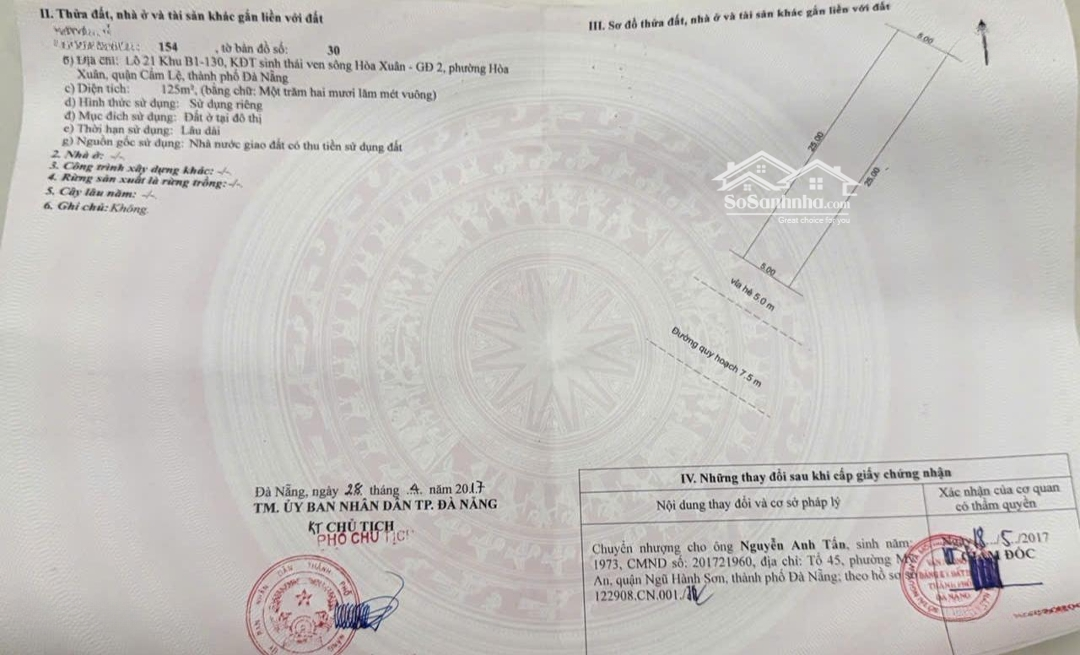 II. Thửa đất, nhà ở và tài sản khác gắn liền với đất
154 , tờ bản đồ số: 30
b) Địa chỉ: Lô 21 Khu B1-130, KĐT sinh thái ven sông Hòa Xuân - GĐ 2, phường Hòa
Xuân, quận Cẩm Lệ, thành phố Đà Nẵng
c) Diện tích: 125m², (bằng chữ: Một trăm hai mươi lăm mét vuông)
d) Hình thức sử dụng: Sử dụng riêng
đ) Mục đích sử dụng: Đất ở tại đô thị
e) Thời hạn sử dụng: Lâu dài
g) Nguồn gốc sử dụng: Nhà nước giao đất có thu tiền sử dụng đất
2. Nhà ở: -/-
3. Công trình xây dựng khác: -/-
4. Rừng sản xuất là rừng trồng: -/-
5. Cây lâu năm: -/-
6. Ghi chú: Không
Đà Nẵng, ngày 28 tháng 4 năm 2017
TM. ỦY BAN NHÂN DÂN TP. ĐÀ NẴNG
KT CHỦ TỊCH
PHÓ CHỦ TỊCH
III. Sơ đồ thửa đất, nhà ở và tài sản khác gắn liền với đất
5.00
25.00
25.00
SoSanhnha.com
Great choice for you
5.00
vỉa hè 5.0 m
Đường quy hoạch 7.5 m
IV. Những thay đổi sau khi cấp giấy chứng nhận
Nội dung thay đổi và cơ sở pháp lý
Xác nhận của cơ quan
có thẩm quyền
Chuyển nhượng cho ông Nguyễn Anh Tấn, sinh năm:
1973, CMND số: 201721960, địa chỉ: Tổ 45, phường Mỹ
An, quận Ngũ Hành Sơn, thành phố Đà Nẵng; theo hồ sơ số
122908.CN.001.
Ngày 18/5/2017
GIÁM ĐỐC